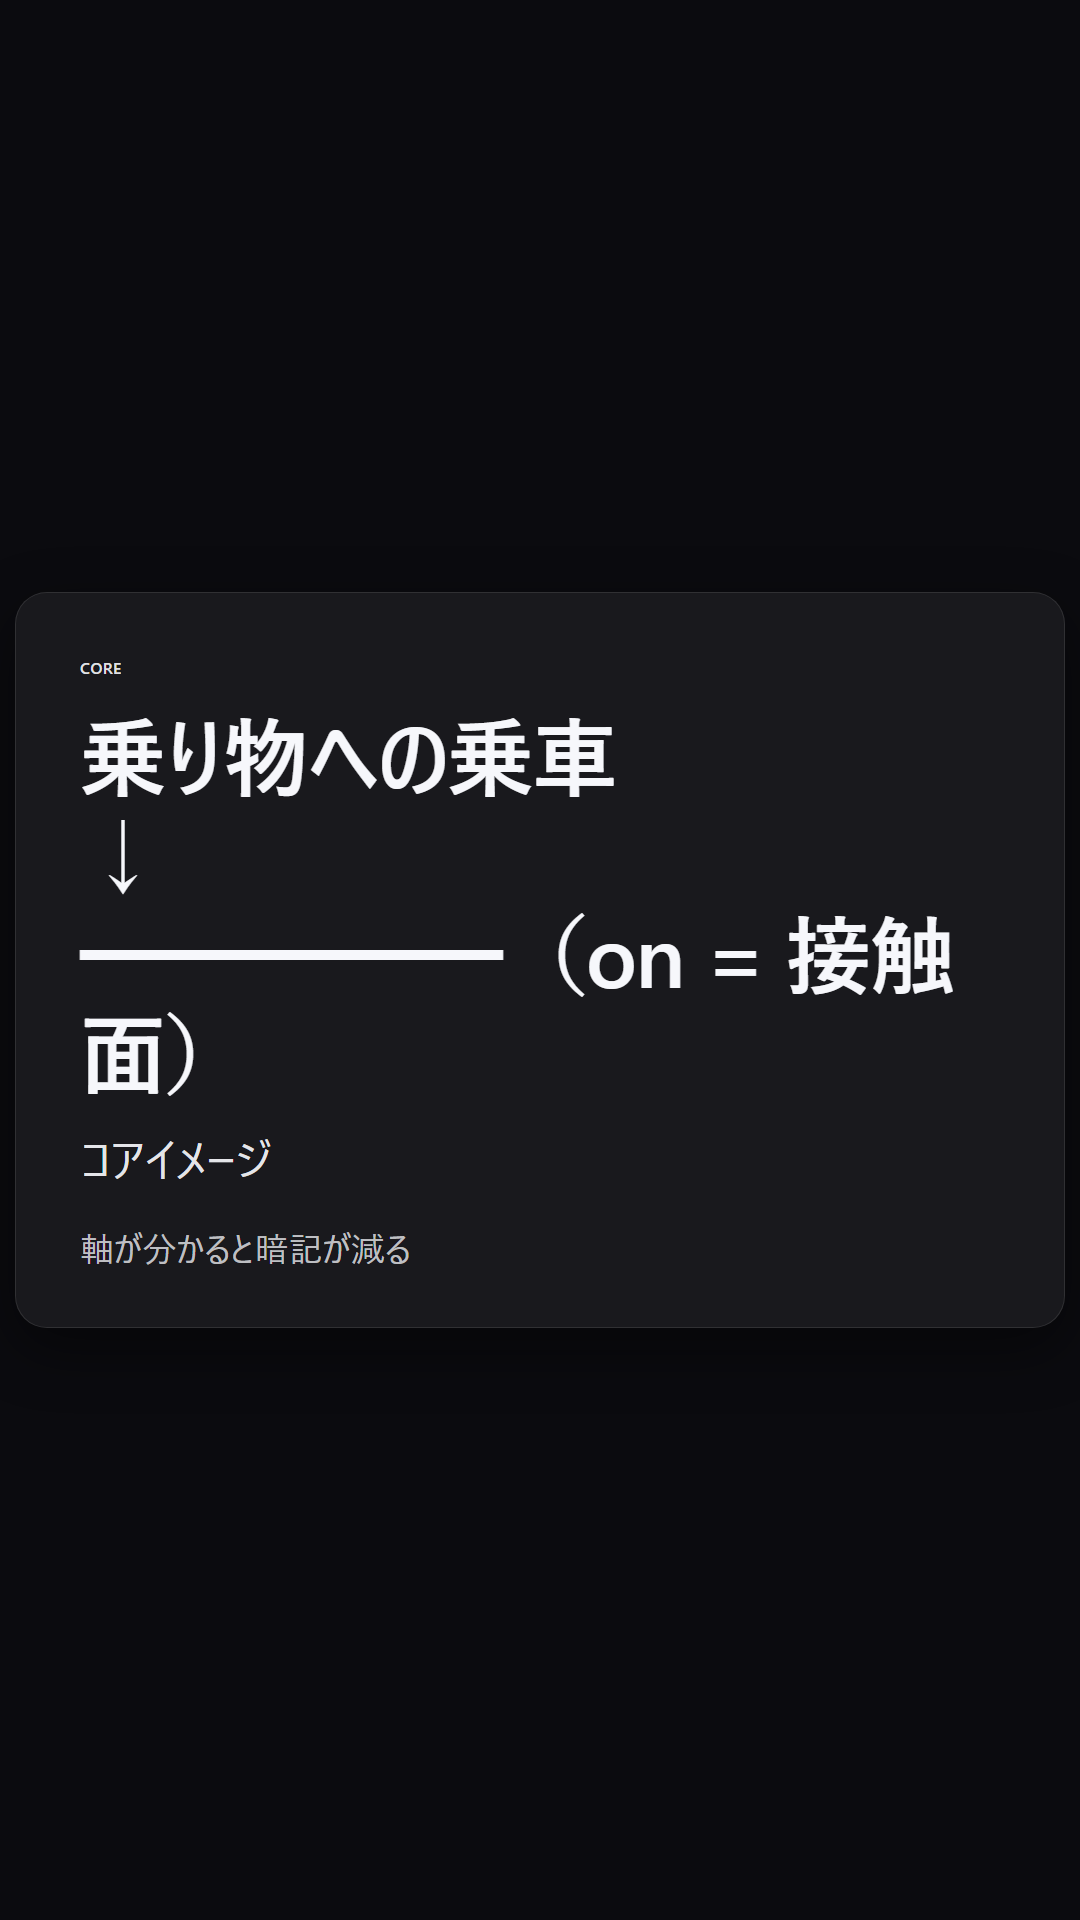 CORE
乗り物への乗車
↓
━━━━━（on = 接触
面）
コアイメージ
軸が分かると暗記が減る